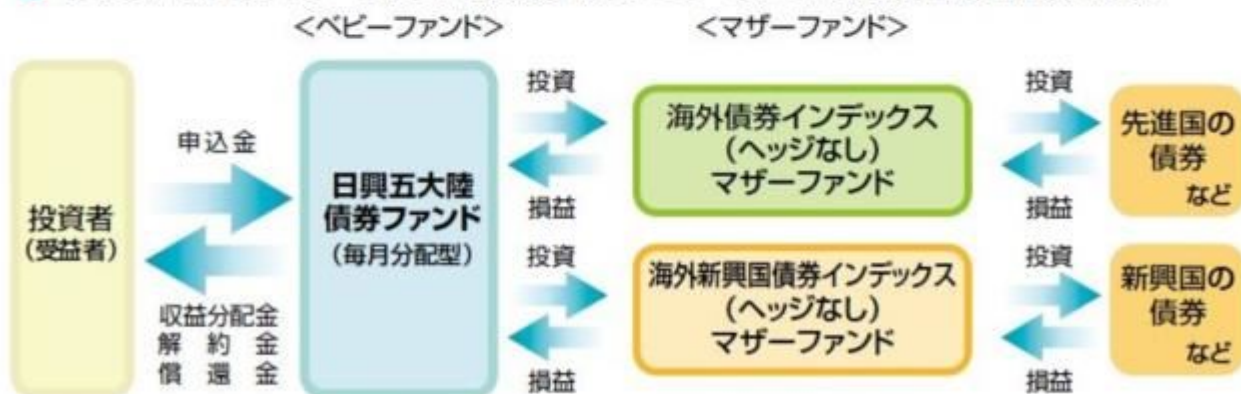 <ベビーファンド>
<マザーファンド>
投資者
(受益者)
申込金
収益分配金
解約金
償還金
日興五大陸
債券ファンド
(毎月分配型)
投資
損益
投資
損益
海外債券インデックス
(ヘッジなし)
マザーファンド
海外新興国債券インデックス
(ヘッジなし)
マザーファンド
投資
損益
投資
損益
先進国の
債券
など
新興国の
債券
など